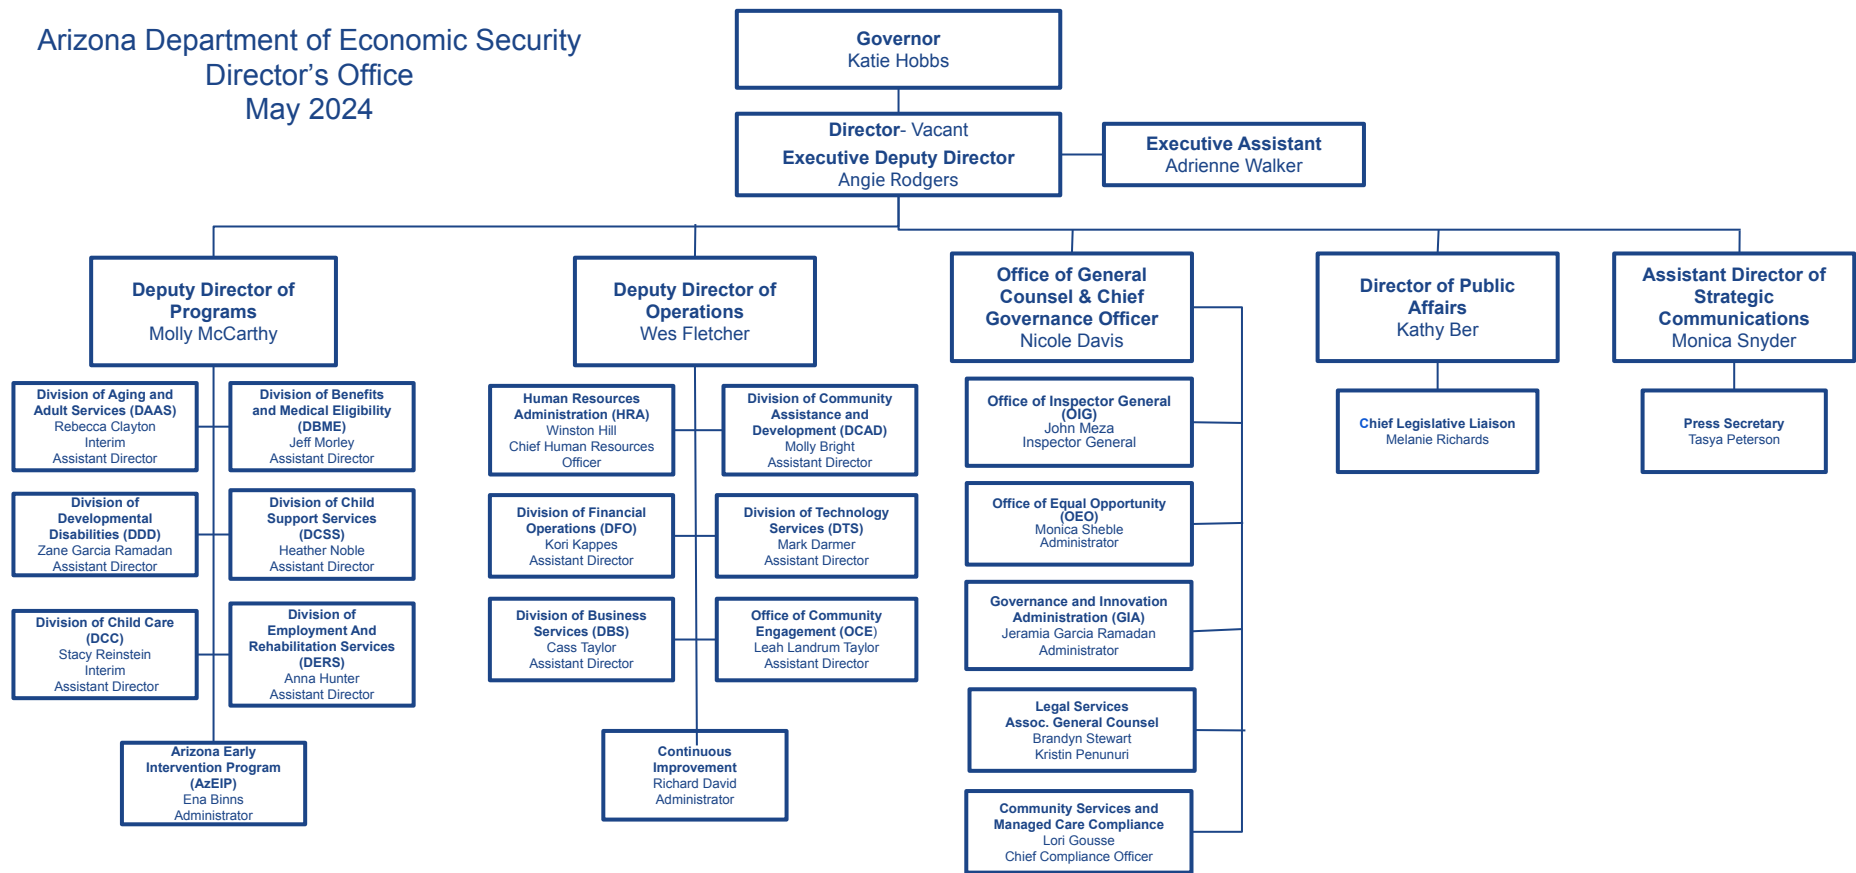 Arizona Department of Economic Security
Director's Office
May 2024
Governor
Katie Hobbs
Director- Vacant
Executive Deputy Director
Angie Rodgers
Executive Assistant
Adrienne Walker
Deputy Director of
Programs
Molly McCarthy
Deputy Director of
Operations
Wes Fletcher
Office of General
Counsel & Chief
Governance Officer
Nicole Davis
Director of Public
Affairs
Kathy Ber
Assistant Director of
Strategic
Communications
Monica Snyder
Division of Aging and
Adult Services (DAAS)
Rebecca Clayton
Interim
Assistant Director
Division of Benefits
and Medical Eligibility
(DBME)
Jeff Morley
Assistant Director
Division of
Developmental
Disabilities (DDD)
Zane Garcia Ramadan
Assistant Director
Division of Child
Support Services
(DCSS)
Heather Noble
Assistant Director
Division of Child Care
(DCC)
Stacy Reinstein
Interim
Assistant Director
Division of
Employment And
Rehabilitation Services
(DERS)
Anna Hunter
Assistant Director
Arizona Early
Intervention Program
(AzEIP)
Ena Binns
Administrator
Human Resources
Administration (HRA)
Winston Hill
Chief Human Resources
Officer
Division of Community
Assistance and
Development (DCAD)
Molly Bright
Assistant Director
Division of Financial
Operations (DFO)
Kori Kappes
Assistant Director
Division of Technology
Services (DTS)
Mark Darmer
Assistant Director
Division of Business
Services (DBS)
Cass Taylor
Assistant Director
Office of Community
Engagement (OCE)
Leah Landrum Taylor
Assistant Director
Continuous
Improvement
Richard David
Administrator
Office of Inspector General
(OIG)
John Meza
Inspector General
Office of Equal Opportunity
(OEO)
Monica Sheble
Administrator
Governance and Innovation
Administration (GIA)
Jeramia Garcia Ramadan
Administrator
Legal Services
Assoc. General Counsel
Brandyn Stewart
Kristin Penunuri
Community Services and
Managed Care Compliance
Lori Gousse
Chief Compliance Officer
Chief Legislative Liaison
Melanie Richards
Press Secretary
Tasya Peterson